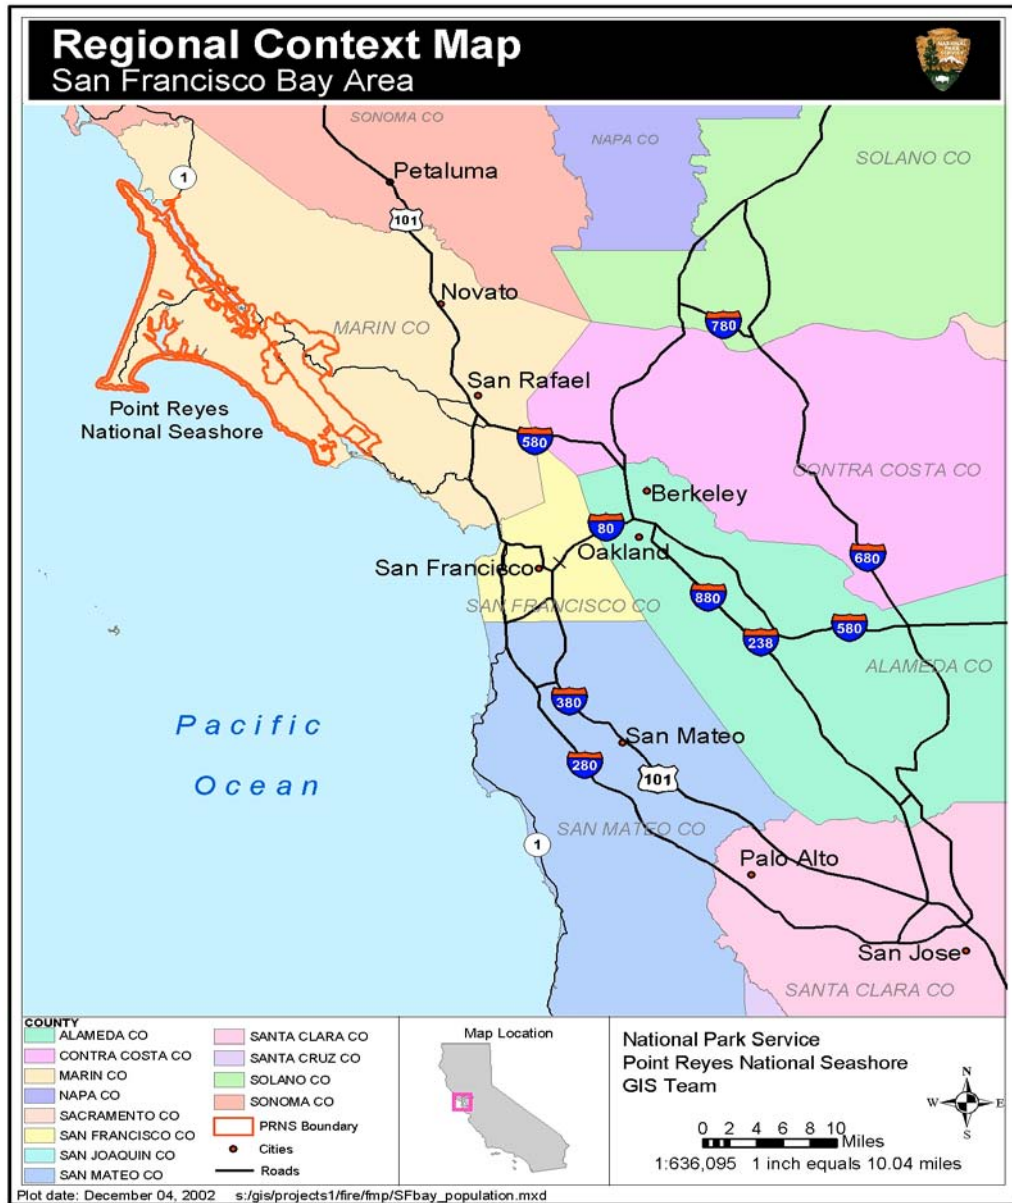 Regional Context Map
San Francisco Bay Area
SONOMA CO
NAPA CO
SOLANO CO
1
Petaluma
101
Novato
MARIN CO
780
San Rafael
Point Reyes
National Seashore
580
CONTRA COSTA CO
Berkeley
80
Oakland
680
San Francisco
SAN FRANCISCO CO
880
580
238
ALAMEDA CO
380
Pacific
Ocean
San Mateo
280
101
SAN MATEO CO
1
Palo Alto
San Jose
SANTA CLARA CO
COUNTY
ALAMEDA CO
CONTRA COSTA CO
MARIN CO
NAPA CO
SACRAMENTO CO
SAN FRANCISCO CO
SAN JOAQUIN CO
SAN MATEO CO
SANTA CLARA CO
SANTA CRUZ CO
SOLANO CO
SONOMA CO
PRNS Boundary
Cities
Roads
Map Location
National Park Service
Point Reyes National Seashore
GIS Team
N
W E
S
0 2 4 6 8 10
Miles
1:636,095 1 inch equals 10.04 miles
Plot date: December 04, 2002 s:/gis/projects1/fire/fmp/SFbay_population.mxd